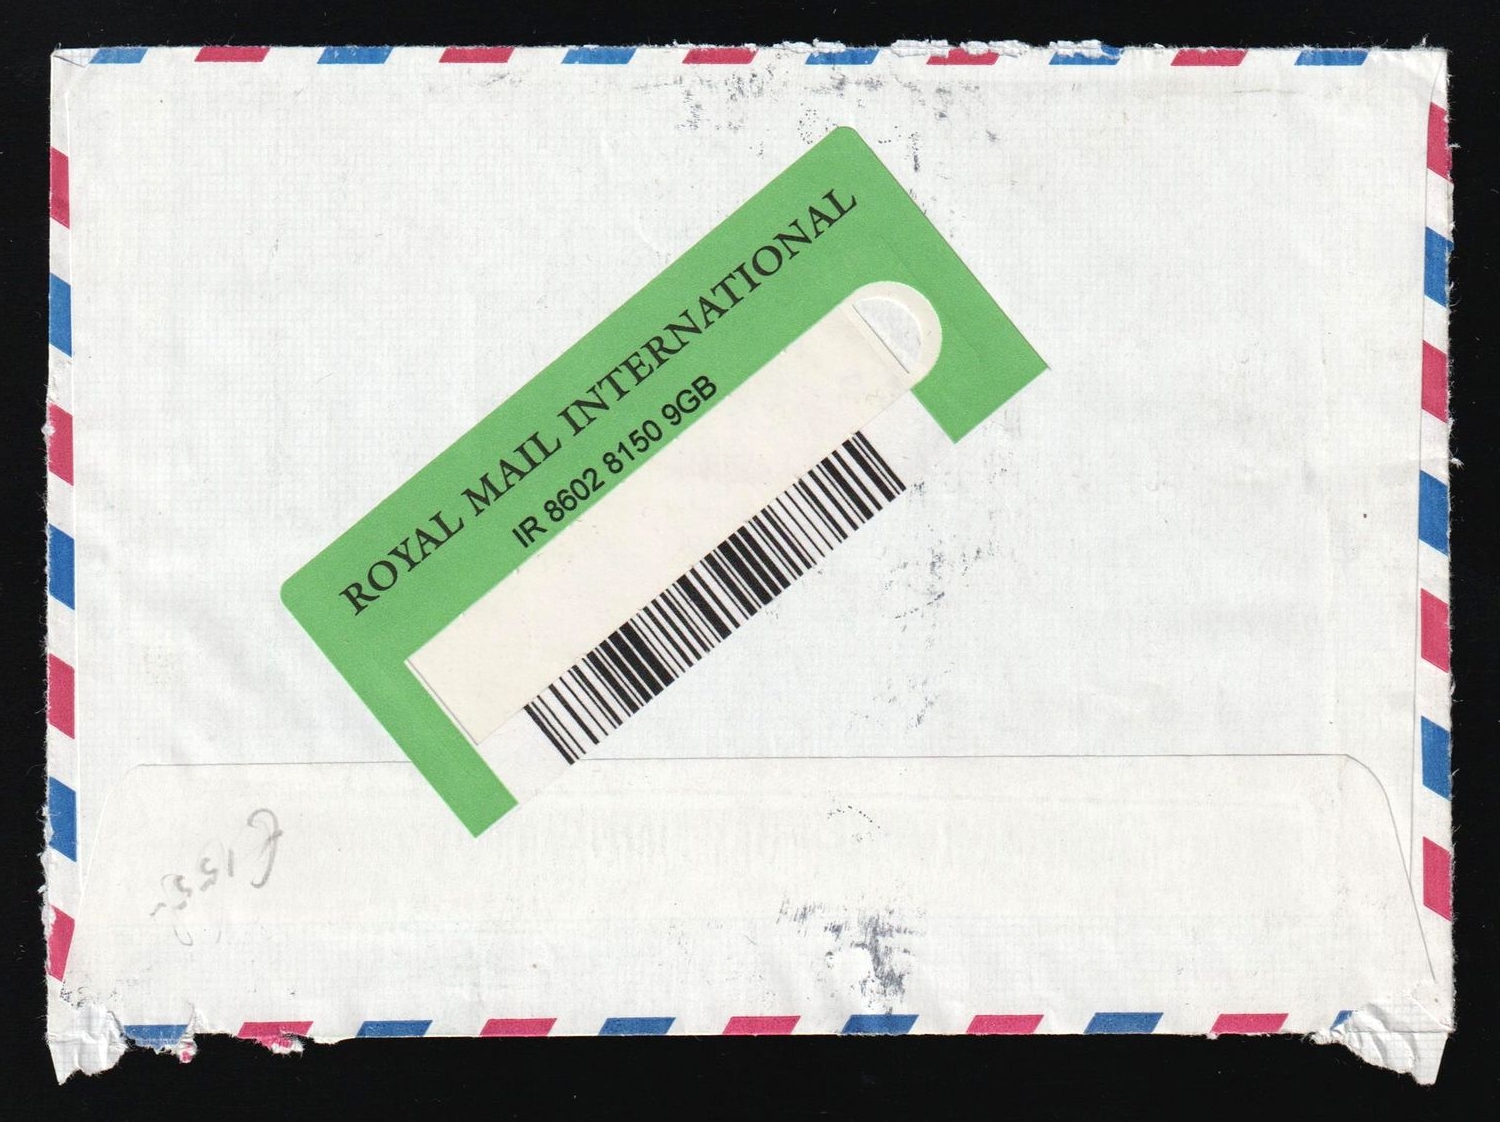 ROYAL MAIL INTERNATIONAL
IR 8602 8150 9GB